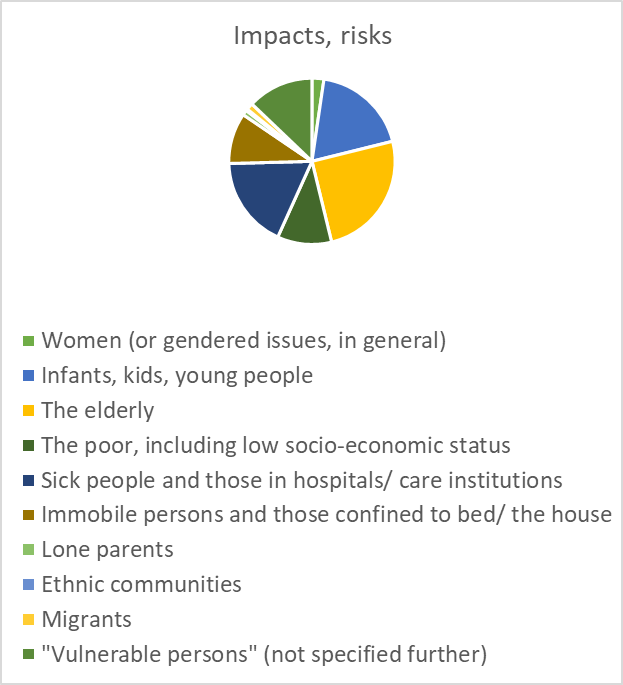 Impacts, risks
Women (or gendered issues, in general)
Infants, kids, young people
The elderly
The poor, including low socio-economic status
Sick people and those in hospitals/ care institutions
Immobile persons and those confined to bed/ the house
Lone parents
Ethnic communities
Migrants
"Vulnerable persons" (not specified further)